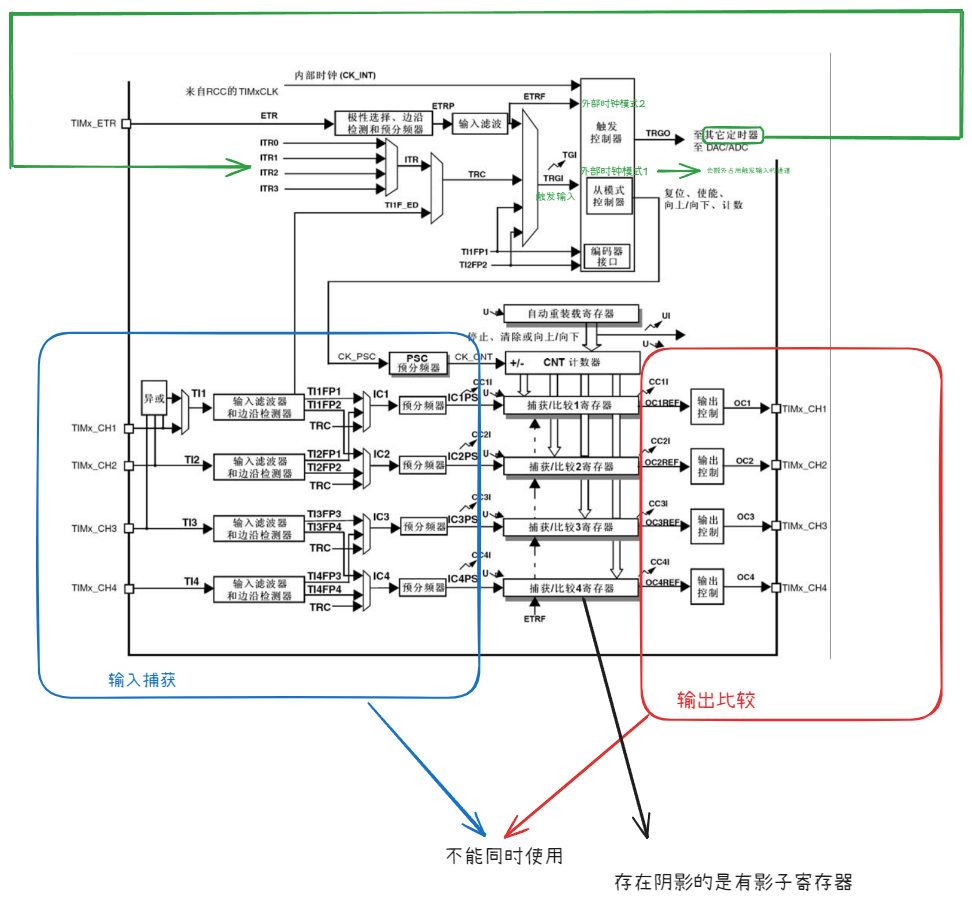 内部时钟 (CK_INT)
来自RCC的TIMxCLK
TIMx_ETR
ETR
极性选择、边沿
检测和预分频器
ETRP
输入滤波
ETRF
外部时钟模式2
触发
控制器
TRGO
至其它定时器
至 DAC/ADC
ITR0
ITR1
ITR2
ITR3
ITR
TRC
TI1F_ED
TGI
TRGI
触发输入
外部时钟模式1
从模式
控制器
复位、使能、
向上/向下、计数
TI1FP1
TI2FP2
编码器
接口
U
自动重装载寄存器
UI
停止、清除或向上/向下
U
CK_PSC
PSC
预分频器
CK_CNT
+/-
CNT 计数器
异或
TI1
TIMx_CH1
输入滤波器
和边沿检测器
TI1FP1
TI1FP2
TRC
IC1
预分频器
CC1I
IC1PS
U
捕获/比较1寄存器
CC1I
OC1REF
输出
控制
OC1
TIMx_CH1
TIMx_CH2
TI2
输入滤波器
和边沿检测器
TI2FP1
TI2FP2
TRC
IC2
预分频器
CC2I
IC2PS
U
捕获/比较2寄存器
CC2I
OC2REF
输出
控制
OC2
TIMx_CH2
TIMx_CH3
TI3
输入滤波器
和边沿检测器
TI3FP3
TI3FP4
TRC
IC3
预分频器
CC3I
IC3PS
U
捕获/比较3寄存器
CC3I
OC3REF
输出
控制
OC3
TIMx_CH3
TIMx_CH4
TI4
输入滤波器
和边沿检测器
TI4FP3
TI4FP4
TRC
IC4
预分频器
CC4I
IC4PS
U
捕获/比较4寄存器
CC4I
OC4REF
输出
控制
OC4
TIMx_CH4
ETRF
输入捕获
输出比较
不能同时使用
存在阴影的是有影子寄存器